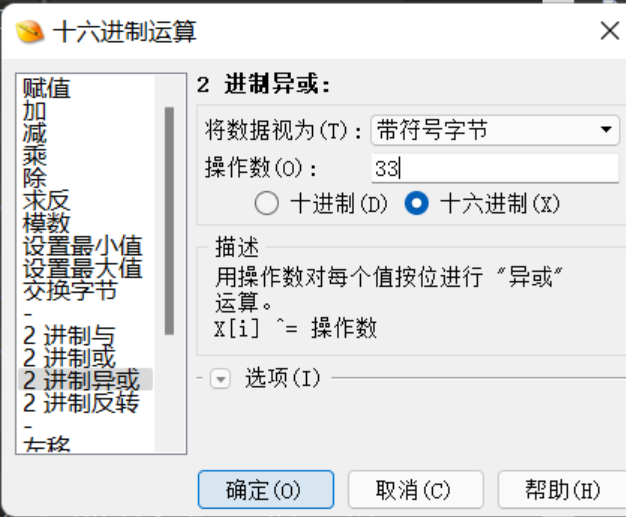 十六进制运算
赋值
加
减
乘
除
求反
模数
设置最小值
设置最大值
交换字节
-
2 进制与
2 进制或
2 进制异或
2 进制反转
-
左移
2 进制异或:
将数据视为(T): 带符号字节
操作数(O): 33
十进制(D) 十六进制(X)
描述
用操作数对每个值按位进行 "异或"
运算。
X[i] ^= 操作数
选项(I)
确定(O) 取消(C) 帮助(H)